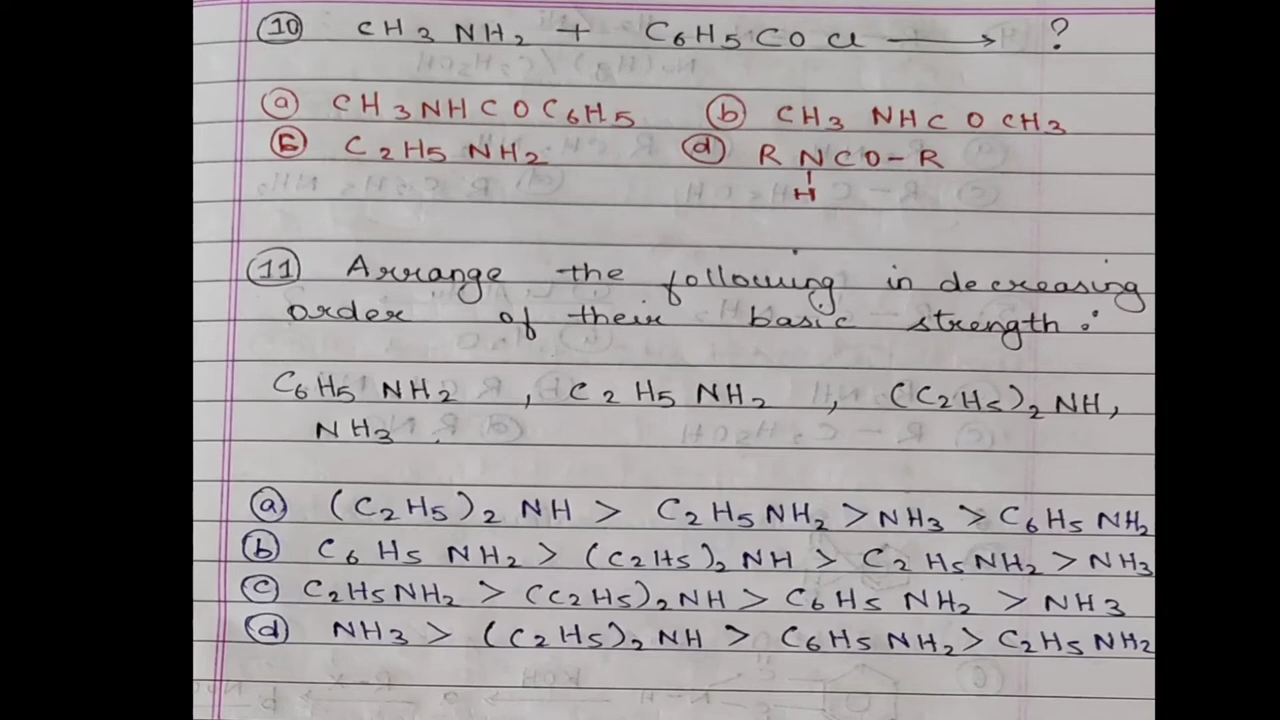 10 CH3NH2 + C6H5COCl ⟶ ?
a CH3NHCOC6H5 b CH3NHCOCH3
c C2H5NH2 d RNCO-R
H
11 Arrange the following in decreasing
order of their basic strength:
C6H5NH2, C2H5NH2, (C2H5)2NH,
NH3.
a (C2H5)2NH > C2H5NH2 > NH3 > C6H5NH2
b C6H5NH2 > (C2H5)2NH > C2H5NH2 > NH3
c C2H5NH2 > (C2H5)2NH > C6H5NH2 > NH3
d NH3 > (C2H5)2NH > C6H5NH2 > C2H5NH2